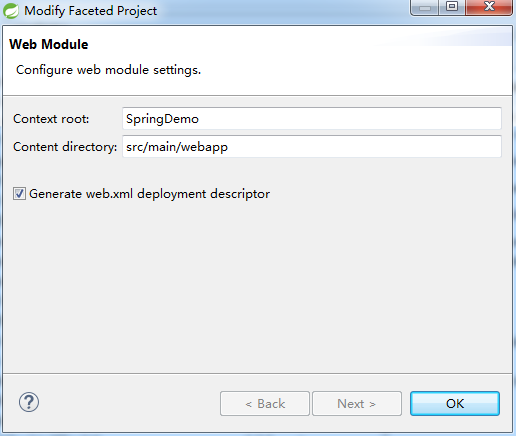 Modify Faceted Project
Web Module
Configure web module settings.
Context root: SpringDemo
Content directory: src/main/webapp
Generate web.xml deployment descriptor
?
< Back Next > OK